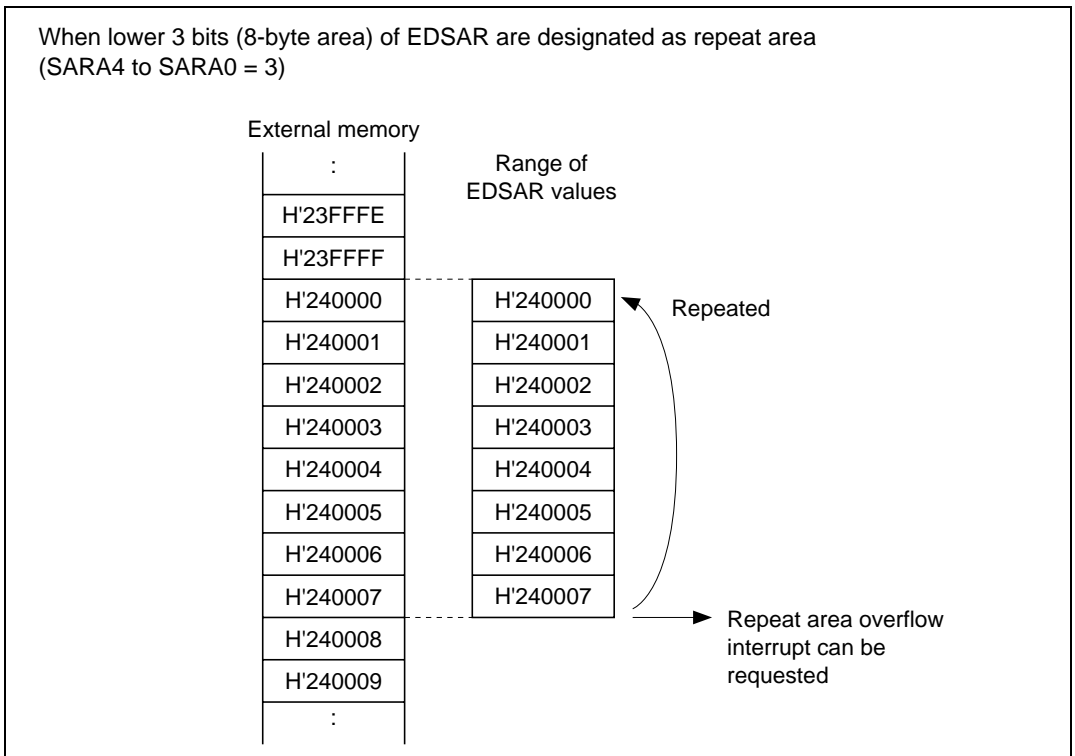 When lower 3 bits (8-byte area) of EDSAR are designated as repeat area
(SARA4 to SARA0 = 3)
External memory
:
H'23FFFE
H'23FFFF
H'240000
H'240001
H'240002
H'240003
H'240004
H'240005
H'240006
H'240007
H'240008
H'240009
:
Range of
EDSAR values
H'240000
H'240001
H'240002
H'240003
H'240004
H'240005
H'240006
H'240007
Repeated
Repeat area overflow
interrupt can be
requested